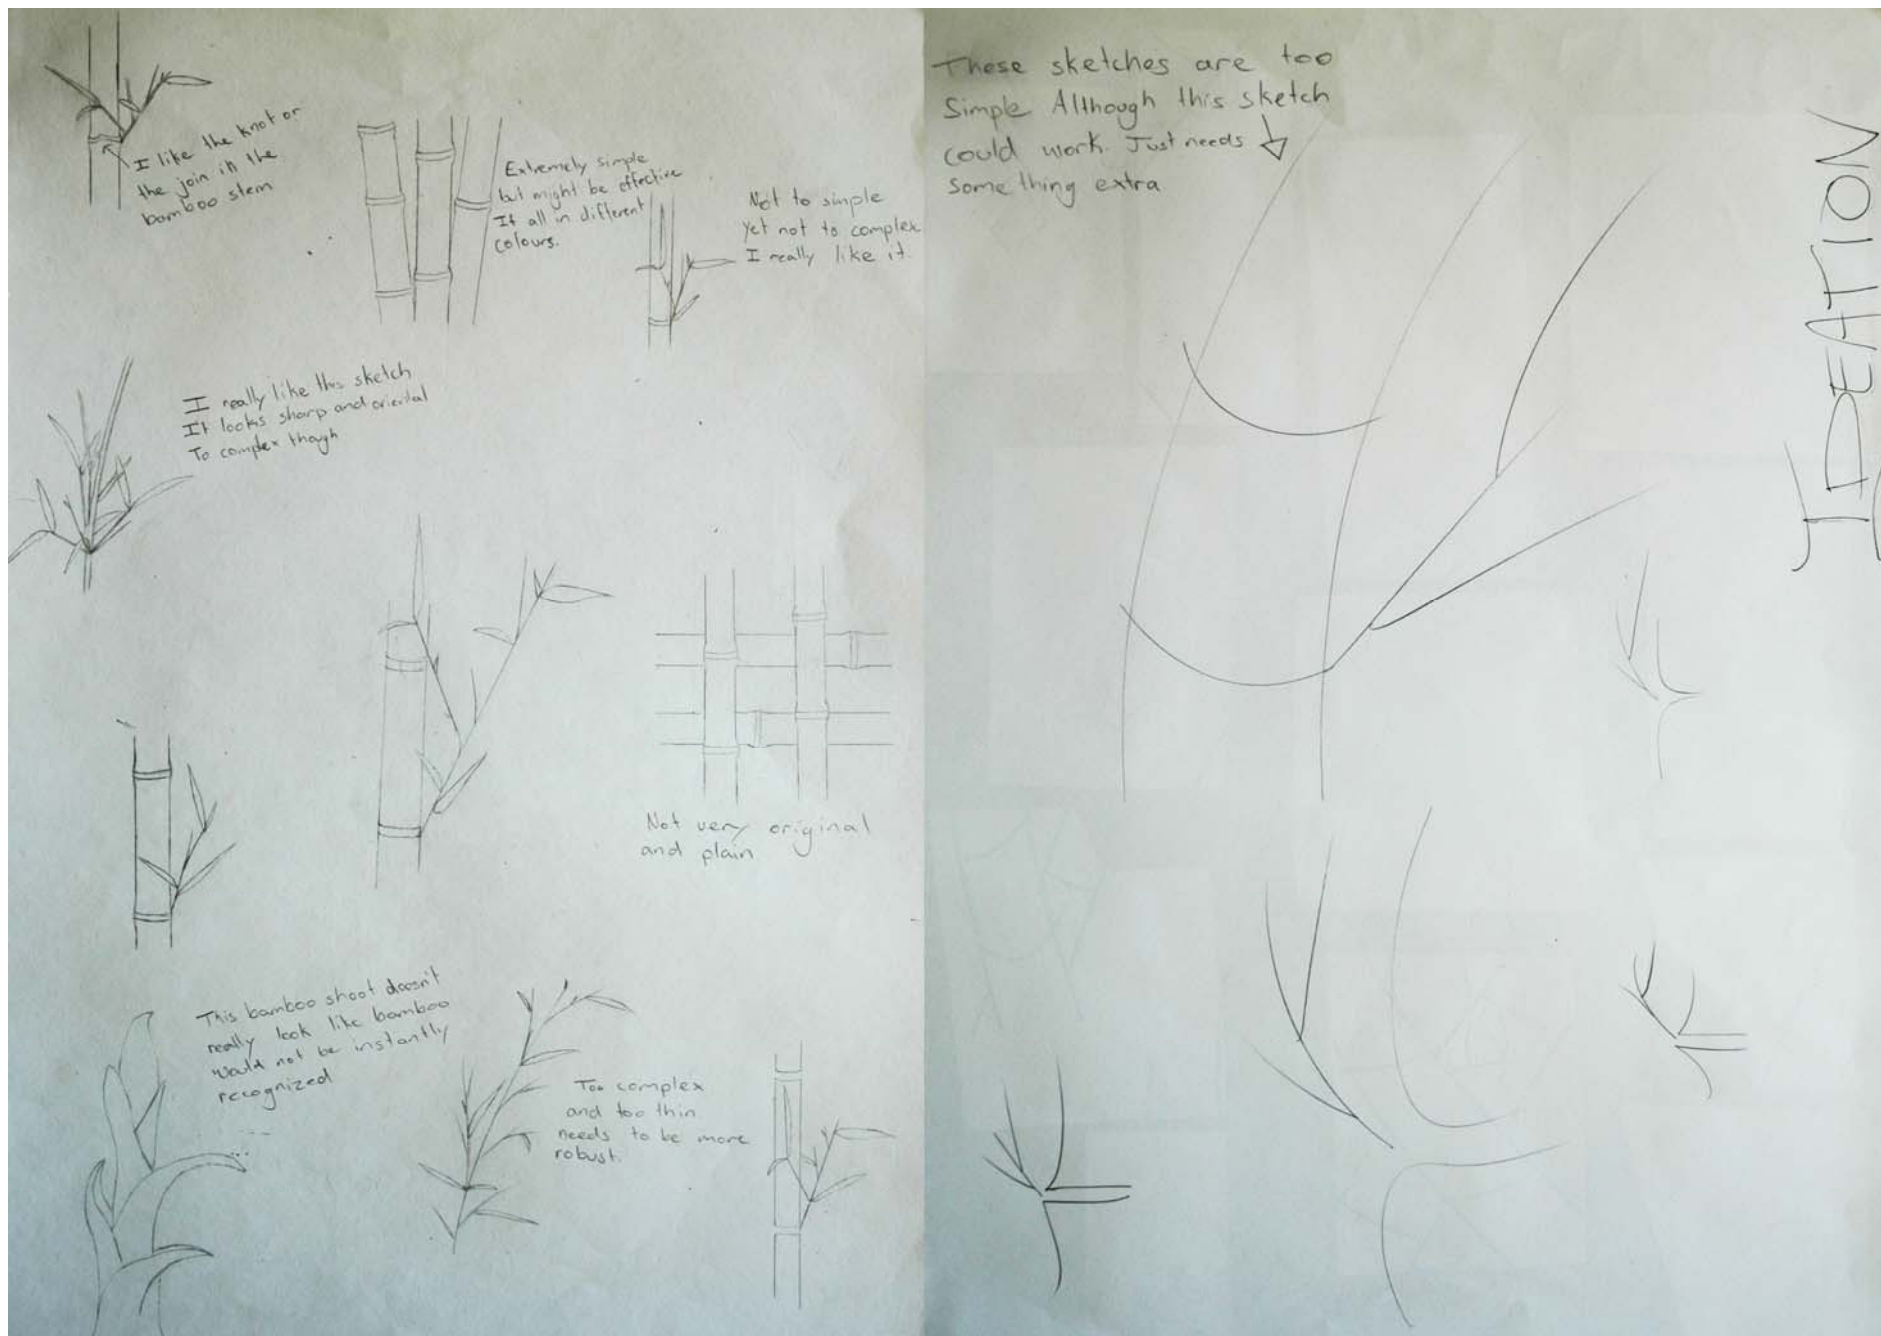 I like the knot or
the join in the
bamboo stem
Extremely simple
but might be effective
If all in different
colours.
Not to simple
yet not to complex
I really like it.
I really like this sketch
It looks sharp and oriental
To complex though
Not very original
and plain
This bamboo shoot doesn't
really look like bamboo
would not be instantly
recognized
Too complex
and too thin
needs to be more
robust.
These sketches are too
Simple Although this sketch
could work. Just needs
something extra
IDEATION